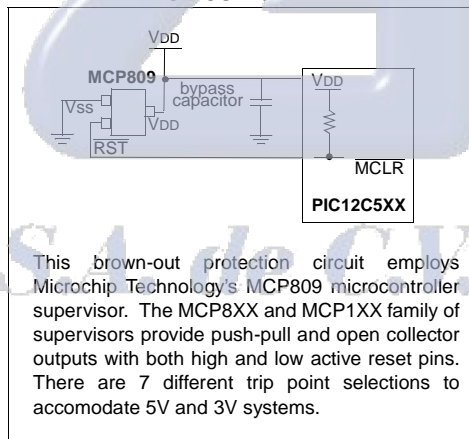 VDD
MCP809
VDD
bypass
capacitor
Vss
VDD
RST
MCLR
PIC12C5XX
S.A. de C.V.
This brown-out protection circuit employs
Microchip Technology's MCP809 microcontroller
supervisor. The MCP8XX and MCP1XX family of
supervisors provide push-pull and open collector
outputs with both high and low active reset pins.
There are 7 different trip point selections to
accomodate 5V and 3V systems.